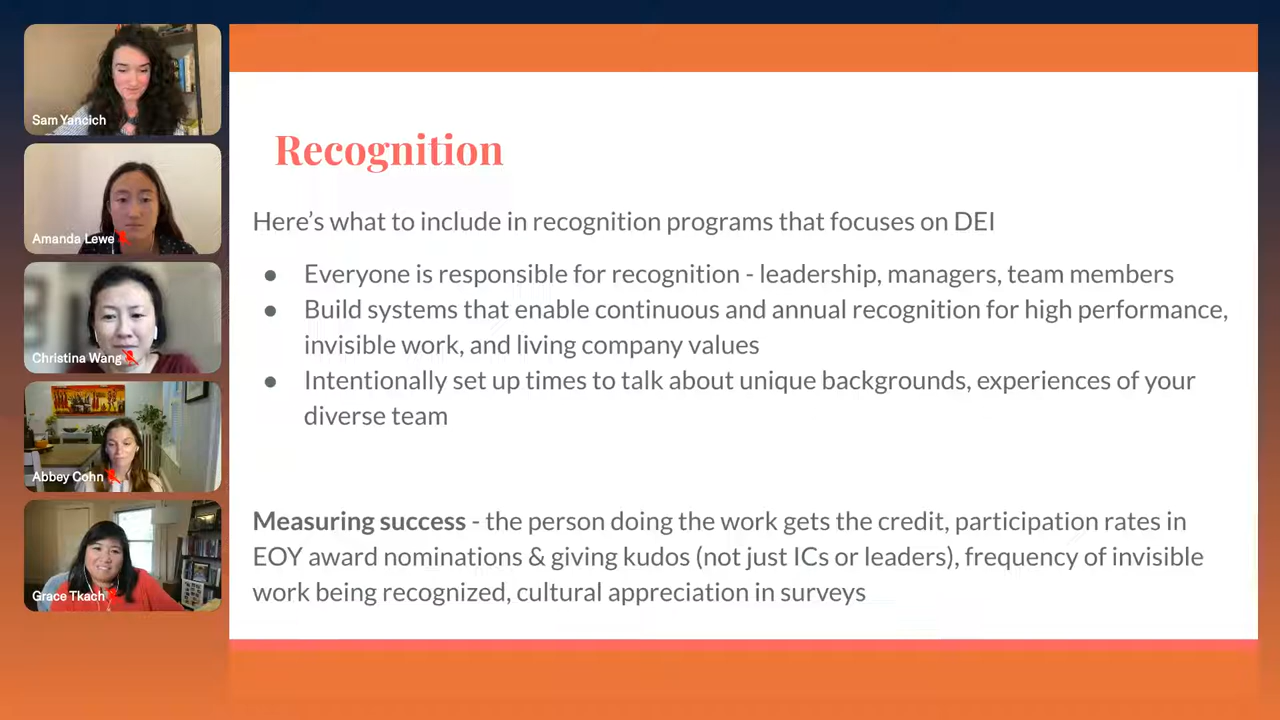 Sam Yancich
Amanda Lewe
Christina Wang
Abbey Cohn
Grace Tkach
Recognition
Here’s what to include in recognition programs that focuses on DEI
● Everyone is responsible for recognition - leadership, managers, team members
● Build systems that enable continuous and annual recognition for high performance,
invisible work, and living company values
● Intentionally set up times to talk about unique backgrounds, experiences of your
diverse team
Measuring success - the person doing the work gets the credit, participation rates in
EOY award nominations & giving kudos (not just ICs or leaders), frequency of invisible
work being recognized, cultural appreciation in surveys